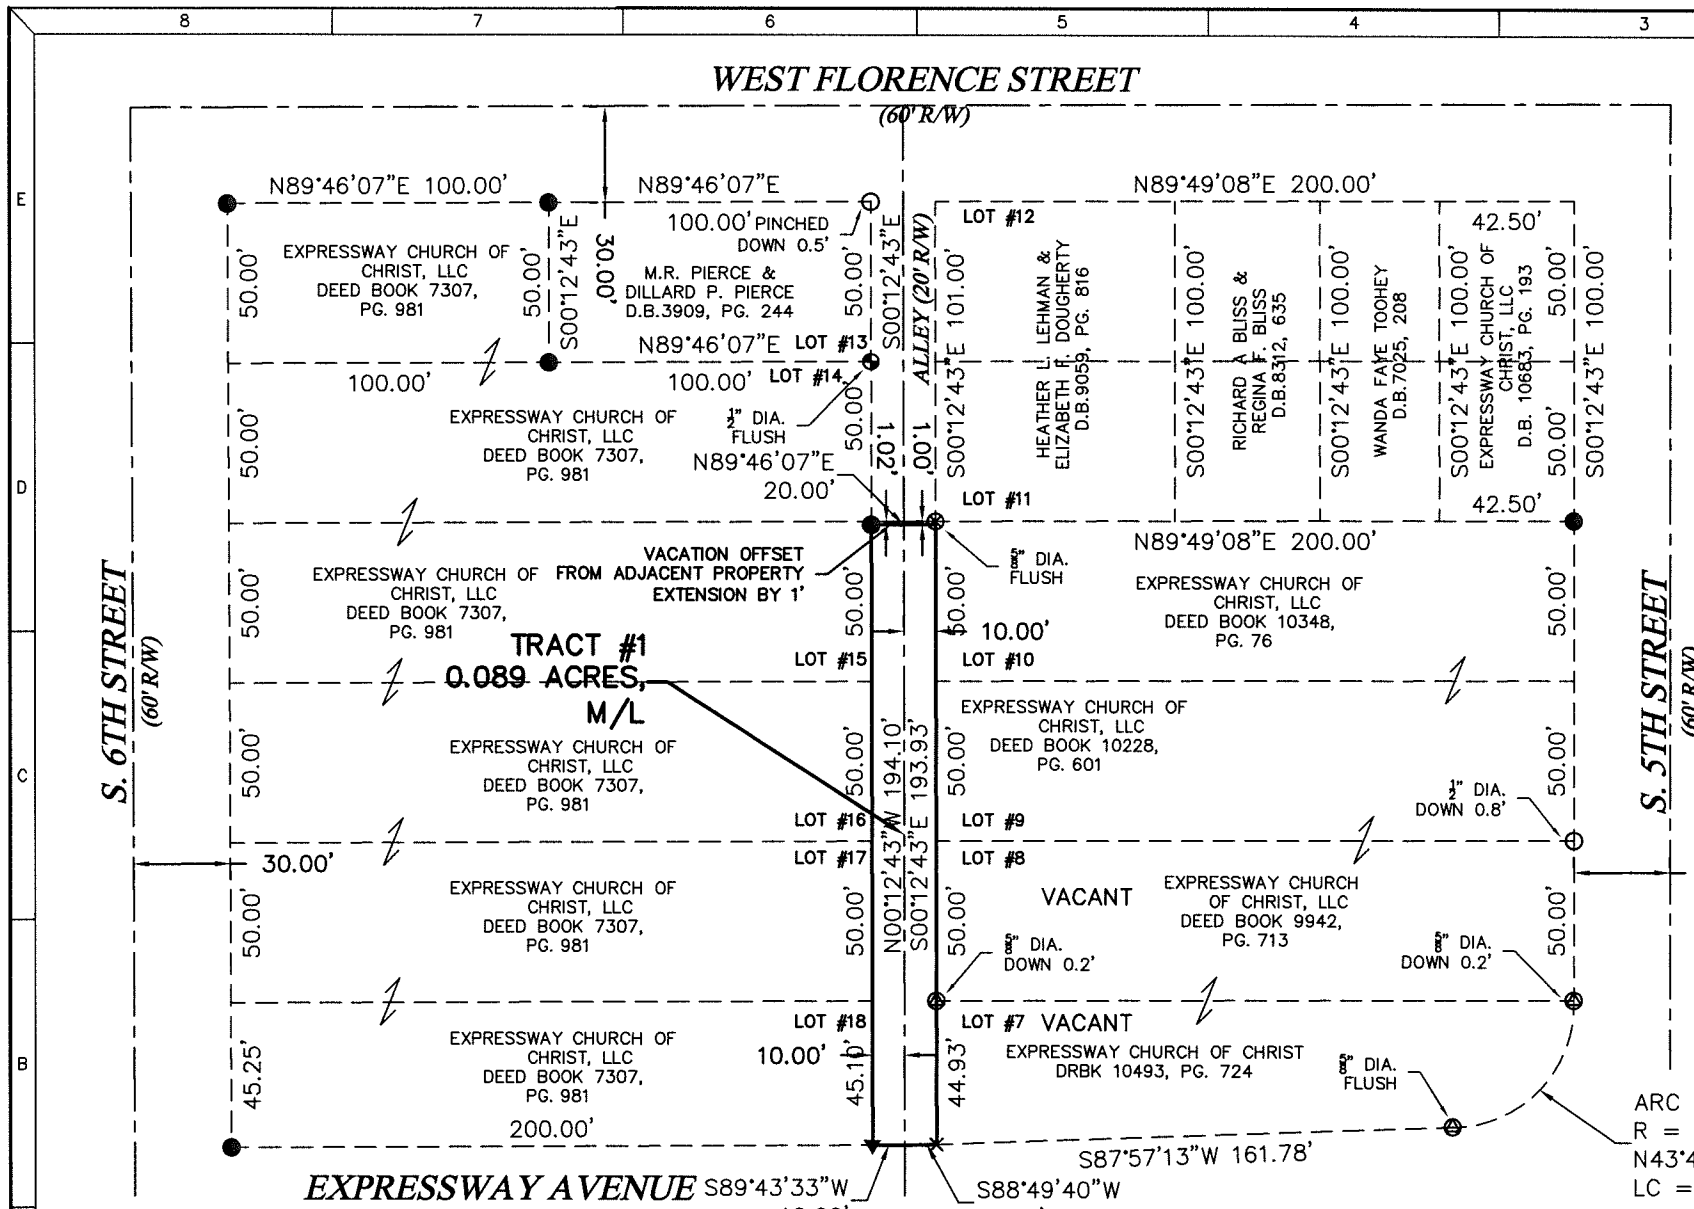 8 7 6 5 4 3
WEST FLORENCE STREET
(60' R/W)
E
D
C
B
N89°46'07"E 100.00'
N89°46'07"E
100.00' PINCHED
DOWN 0.5'
N89°49'08"E 200.00'
LOT #12
42.50'
50.00'
EXPRESSWAY CHURCH OF
CHRIST, LLC
DEED BOOK 7307,
PG. 981
50.00'
S00°12'43"E
30.00'
M.R. PIERCE &
DILLARD P. PIERCE
D.B.3909, PG. 244
50.00'
S00°12'43"E
ALLEY (20' R/W)
S00°12'43"E 101.00'
HEATHER L. LEHMAN &
ELIZABETH F. DOUGHERTY
D.B.9059, PG. 816
S00°12'43"E 100.00'
RICHARD A BLISS &
REGINA F. BLISS
D.B.8312, 635
S00°12'43"E 100.00'
WANDA FAYE TOOHEY
D.B.7025, 208
S00°12'43"E 100.00'
EXPRESSWAY CHURCH OF
CHRIST, LLC
D.B. 10683, PG. 193
50.00'
50.00'
S00°12'43"E 100.00'
N89°46'07"E LOT #13
100.00'
100.00' LOT #14
50.00'
EXPRESSWAY CHURCH OF
CHRIST, LLC
DEED BOOK 7307,
PG. 981
1/2" DIA.
FLUSH
50.00'
1.02'
1.00'
N89°46'07"E
20.00'
LOT #11
42.50'
N89°49'08"E 200.00'
5/8" DIA.
FLUSH
VACATION OFFSET
FROM ADJACENT PROPERTY
EXTENSION BY 1'
50.00'
EXPRESSWAY CHURCH OF
CHRIST, LLC
DEED BOOK 7307,
PG. 981
50.00'
50.00'
EXPRESSWAY CHURCH OF
CHRIST, LLC
DEED BOOK 10348,
PG. 76
50.00'
10.00'
S. 6TH STREET
(60' R/W)
S. 5TH STREET
(60' R/W)
TRACT #1
0.089 ACRES,
M/L
LOT #15
LOT #10
50.00'
EXPRESSWAY CHURCH OF
CHRIST, LLC
DEED BOOK 7307,
PG. 981
50.00'
N00°12'43"W 194.10'
S00°12'43"E 193.93'
50.00'
EXPRESSWAY CHURCH OF
CHRIST, LLC
DEED BOOK 10228,
PG. 601
50.00'
1/2" DIA.
DOWN 0.8'
LOT #16
LOT #9
30.00'
LOT #17
LOT #8
50.00'
EXPRESSWAY CHURCH OF
CHRIST, LLC
DEED BOOK 7307,
PG. 981
50.00'
50.00'
VACANT
EXPRESSWAY CHURCH
OF CHRIST, LLC
DEED BOOK 9942,
PG. 713
50.00'
5/8" DIA.
DOWN 0.2'
5/8" DIA.
DOWN 0.2'
LOT #18
LOT #7 VACANT
45.25'
EXPRESSWAY CHURCH OF
CHRIST, LLC
DEED BOOK 7307,
PG. 981
10.00'
45.10'
44.93'
EXPRESSWAY CHURCH OF CHRIST
DRBK 10493, PG. 724
5/8" DIA.
FLUSH
200.00'
S87°57'13"W 161.78'
ARC
R =
N43°4
LC =
EXPRESSWAY AVENUE
S89°43'33"W
S88°49'40"W